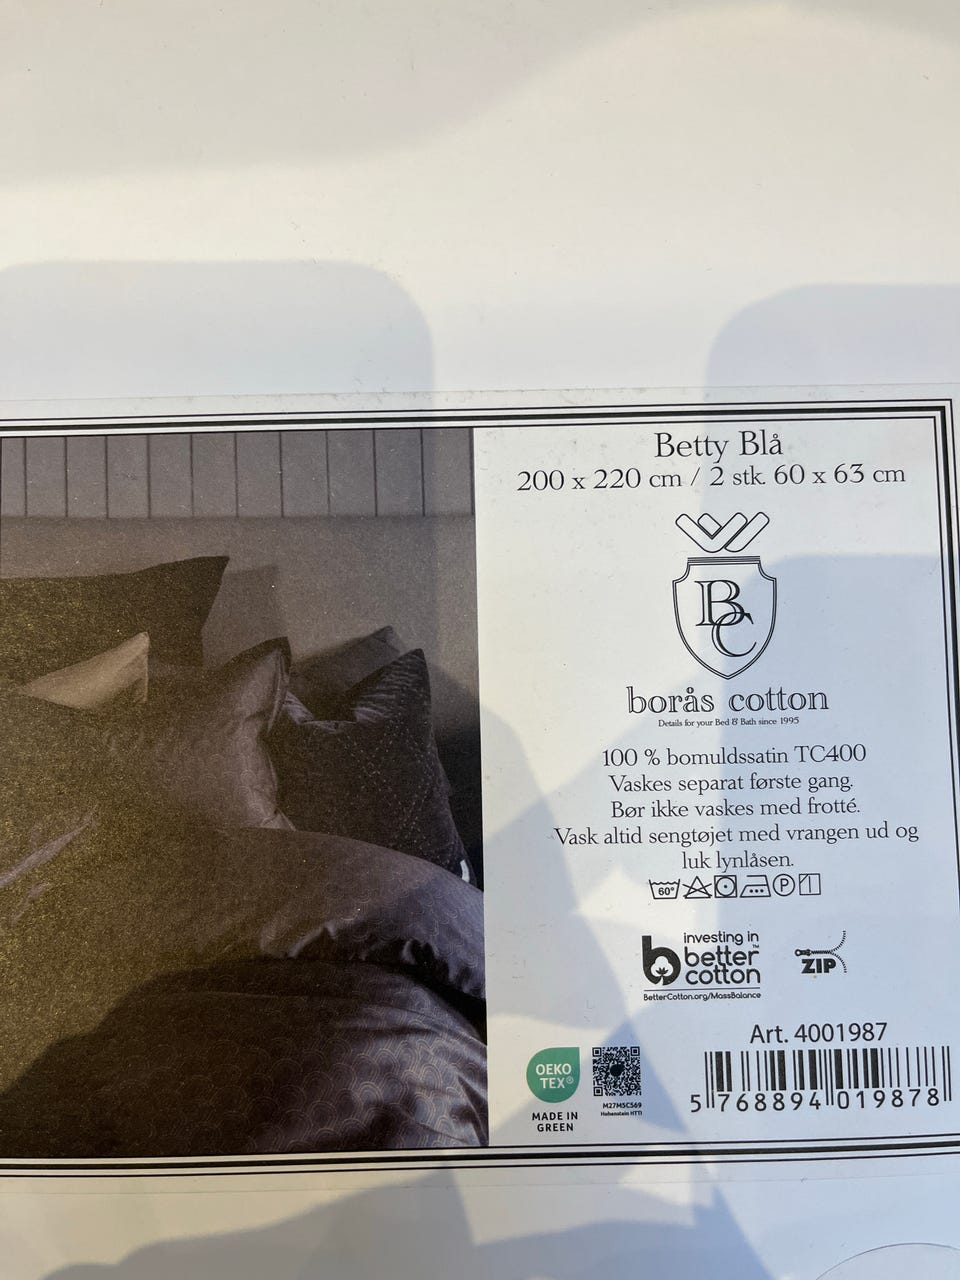 Betty Blå
200 x 220 cm / 2 stk. 60 x 63 cm
BC
borås cotton
Details for your Bed & Bath since 1995
100 % bomuldssatin TC400
Vaskes separat første gang.
Bør ikke vaskes med frotté.
Vask altid sengtøjet med vrangen ud og
luk lynlåsen.
60° P
investing in
better™
cotton
BetterCotton.org/MassBalance
ZIP
Art. 4001987
5 768894 019878
OEKO
TEX®
MADE IN
GREEN
M27M5C569
Hohenstein HTTI